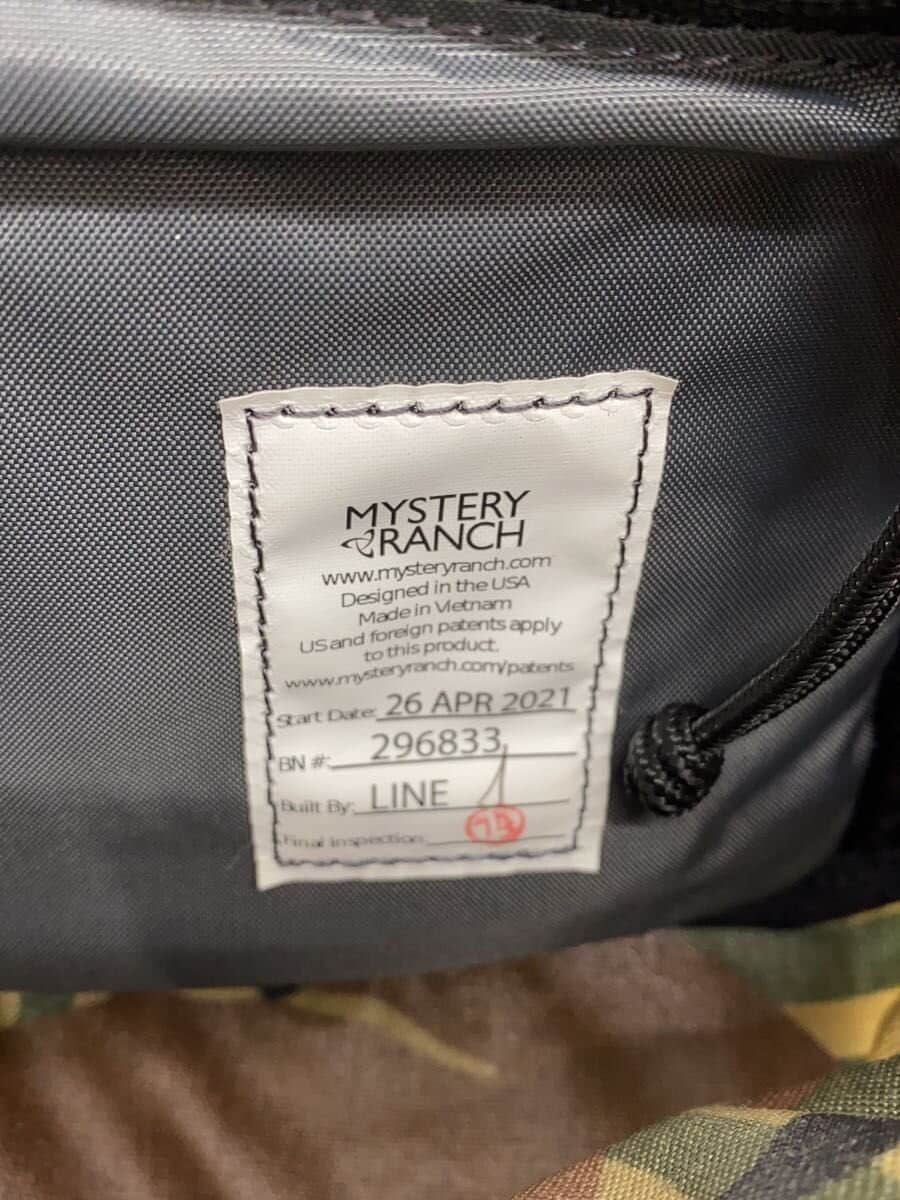 MYSTERY
RANCH
www.mysteryranch.com
Designed in the USA
Made in Vietnam
US and foreign patents apply
to this product.
www.mysteryranch.com/patents
Start Date: 26 APR 2021
BN #: 296833
Built By: LINE 1
Final Inspection: